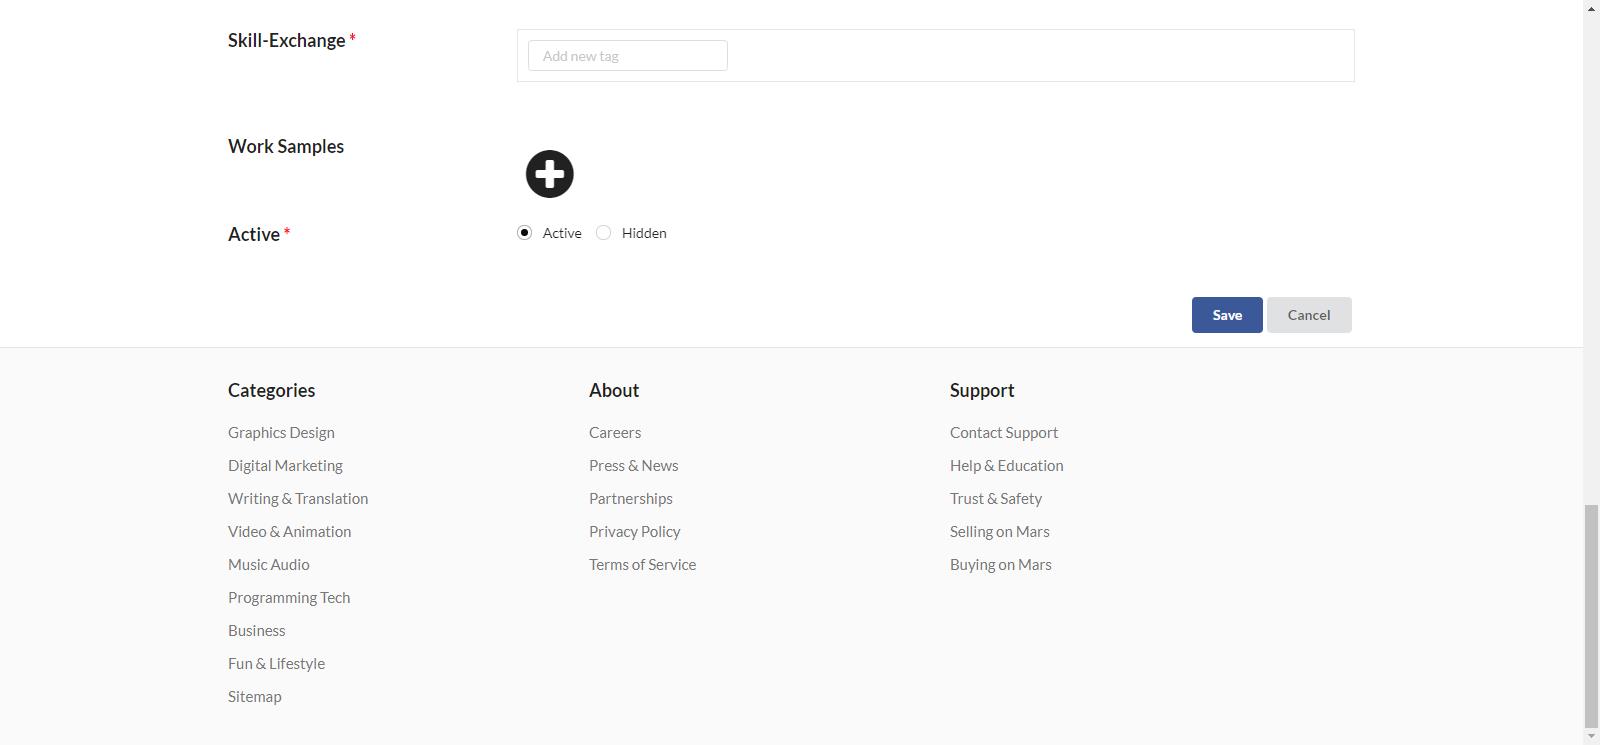 Skill-Exchange *
Add new tag
Work Samples
Active *
Active Hidden
Save Cancel
Categories
Graphics Design
Digital Marketing
Writing & Translation
Video & Animation
Music Audio
Programming Tech
Business
Fun & Lifestyle
Sitemap
About
Careers
Press & News
Partnerships
Privacy Policy
Terms of Service
Support
Contact Support
Help & Education
Trust & Safety
Selling on Mars
Buying on Mars